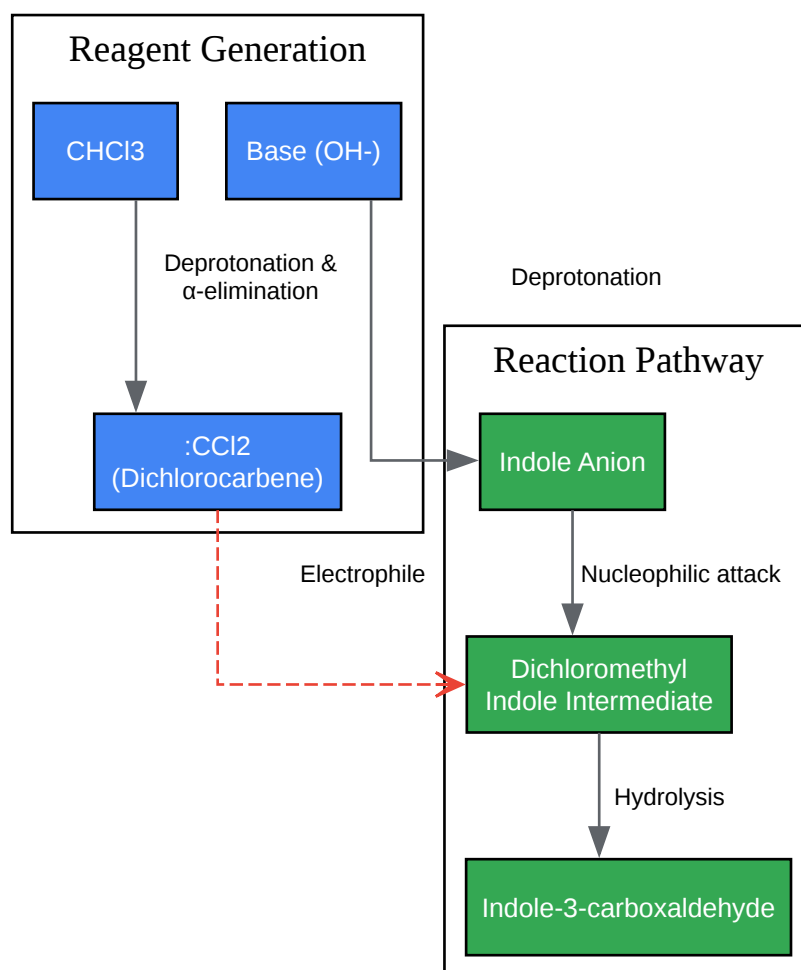 Reagent Generation
CHCl3
Base (OH-)
Deprotonation &
α-elimination
Deprotonation
Reaction Pathway
:CCl2
(Dichlorocarbene)
Indole Anion
Electrophile
Nucleophilic attack
Dichloromethyl
Indole Intermediate
Hydrolysis
Indole-3-carboxaldehyde